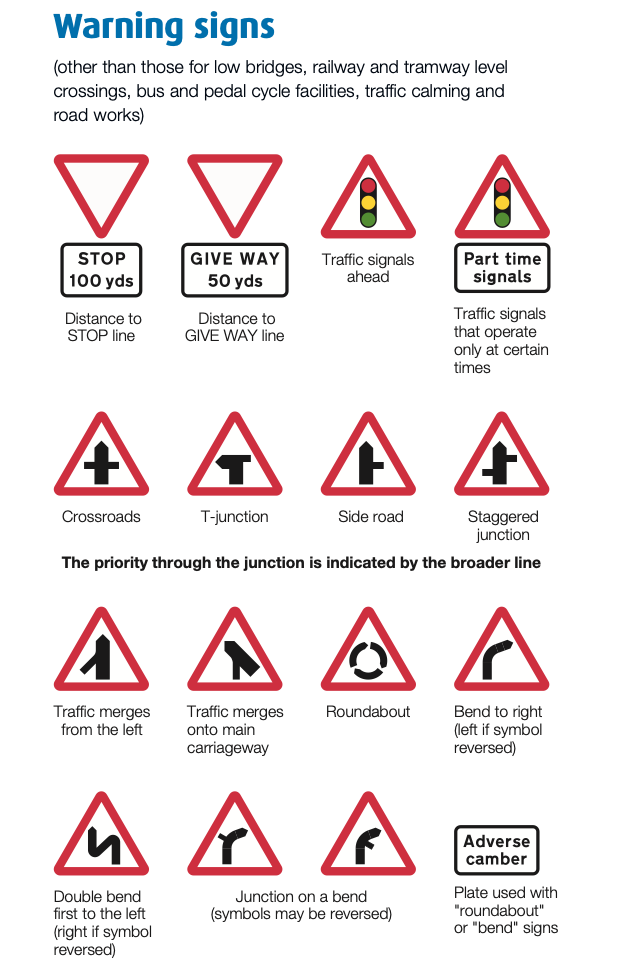 Warning signs
(other than those for low bridges, railway and tramway level
crossings, bus and pedal cycle facilities, traffic calming and
road works)
STOP
100 yds
Distance to
STOP line
GIVE WAY
50 yds
Distance to
GIVE WAY line
Traffic signals
ahead
Part time
signals
Traffic signals
that operate
only at certain
times
Crossroads
T-junction
Side road
Staggered
junction
The priority through the junction is indicated by the broader line
Traffic merges
from the left
Traffic merges
onto main
carriageway
Roundabout
Bend to right
(left if symbol
reversed)
Double bend
first to the left
(right if symbol
reversed)
Junction on a bend
(symbols may be reversed)
Adverse
camber
Plate used with
"roundabout"
or "bend" signs